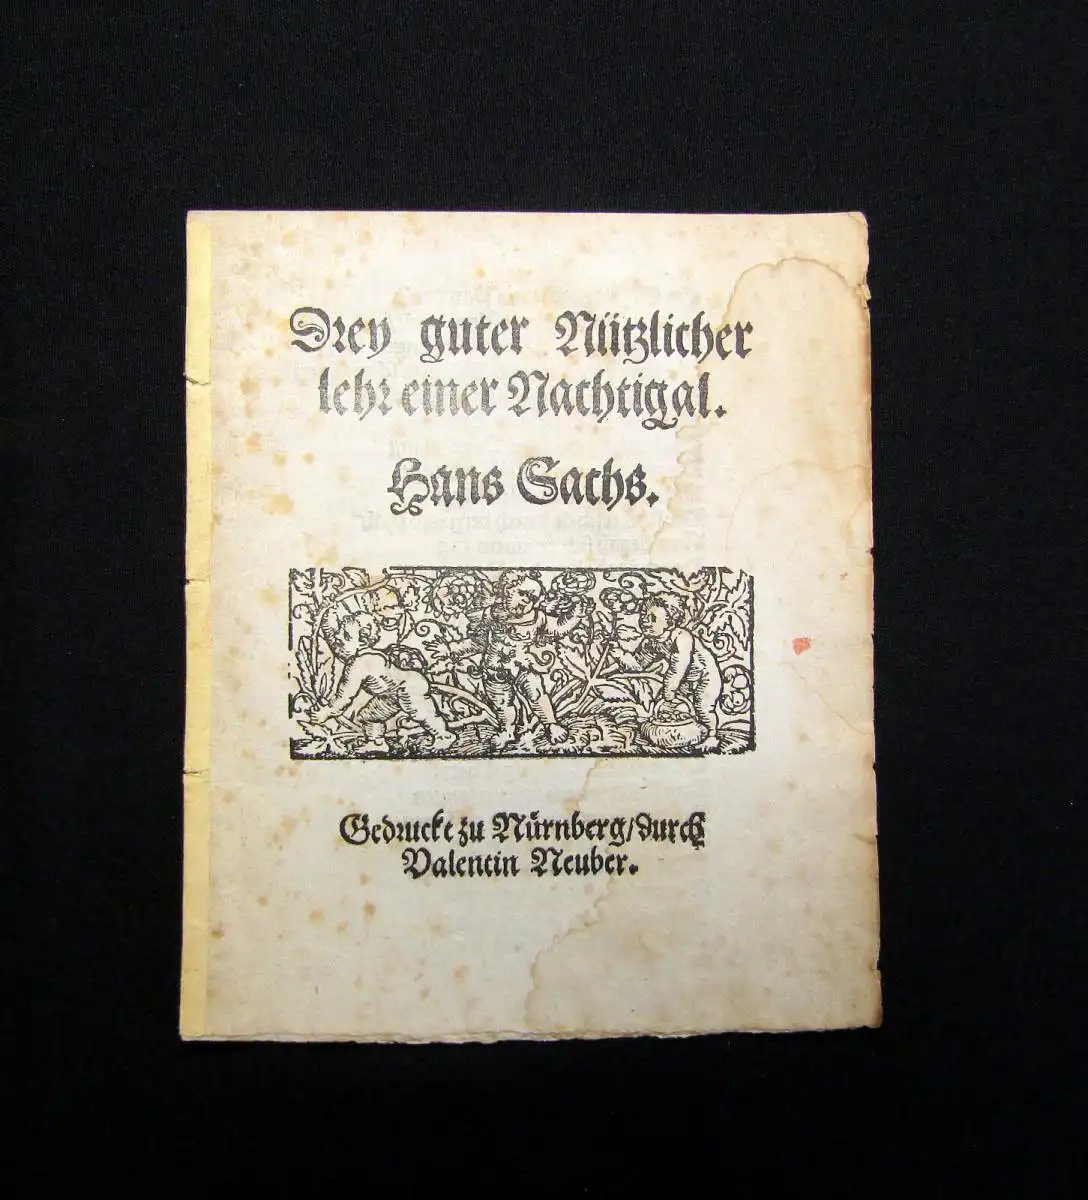 Drey guter Nützlicher
lehr einer Nachtigal.
Hans Sachs.
Gedruckt zu Nürnberg/durch
Valentin Neuber.